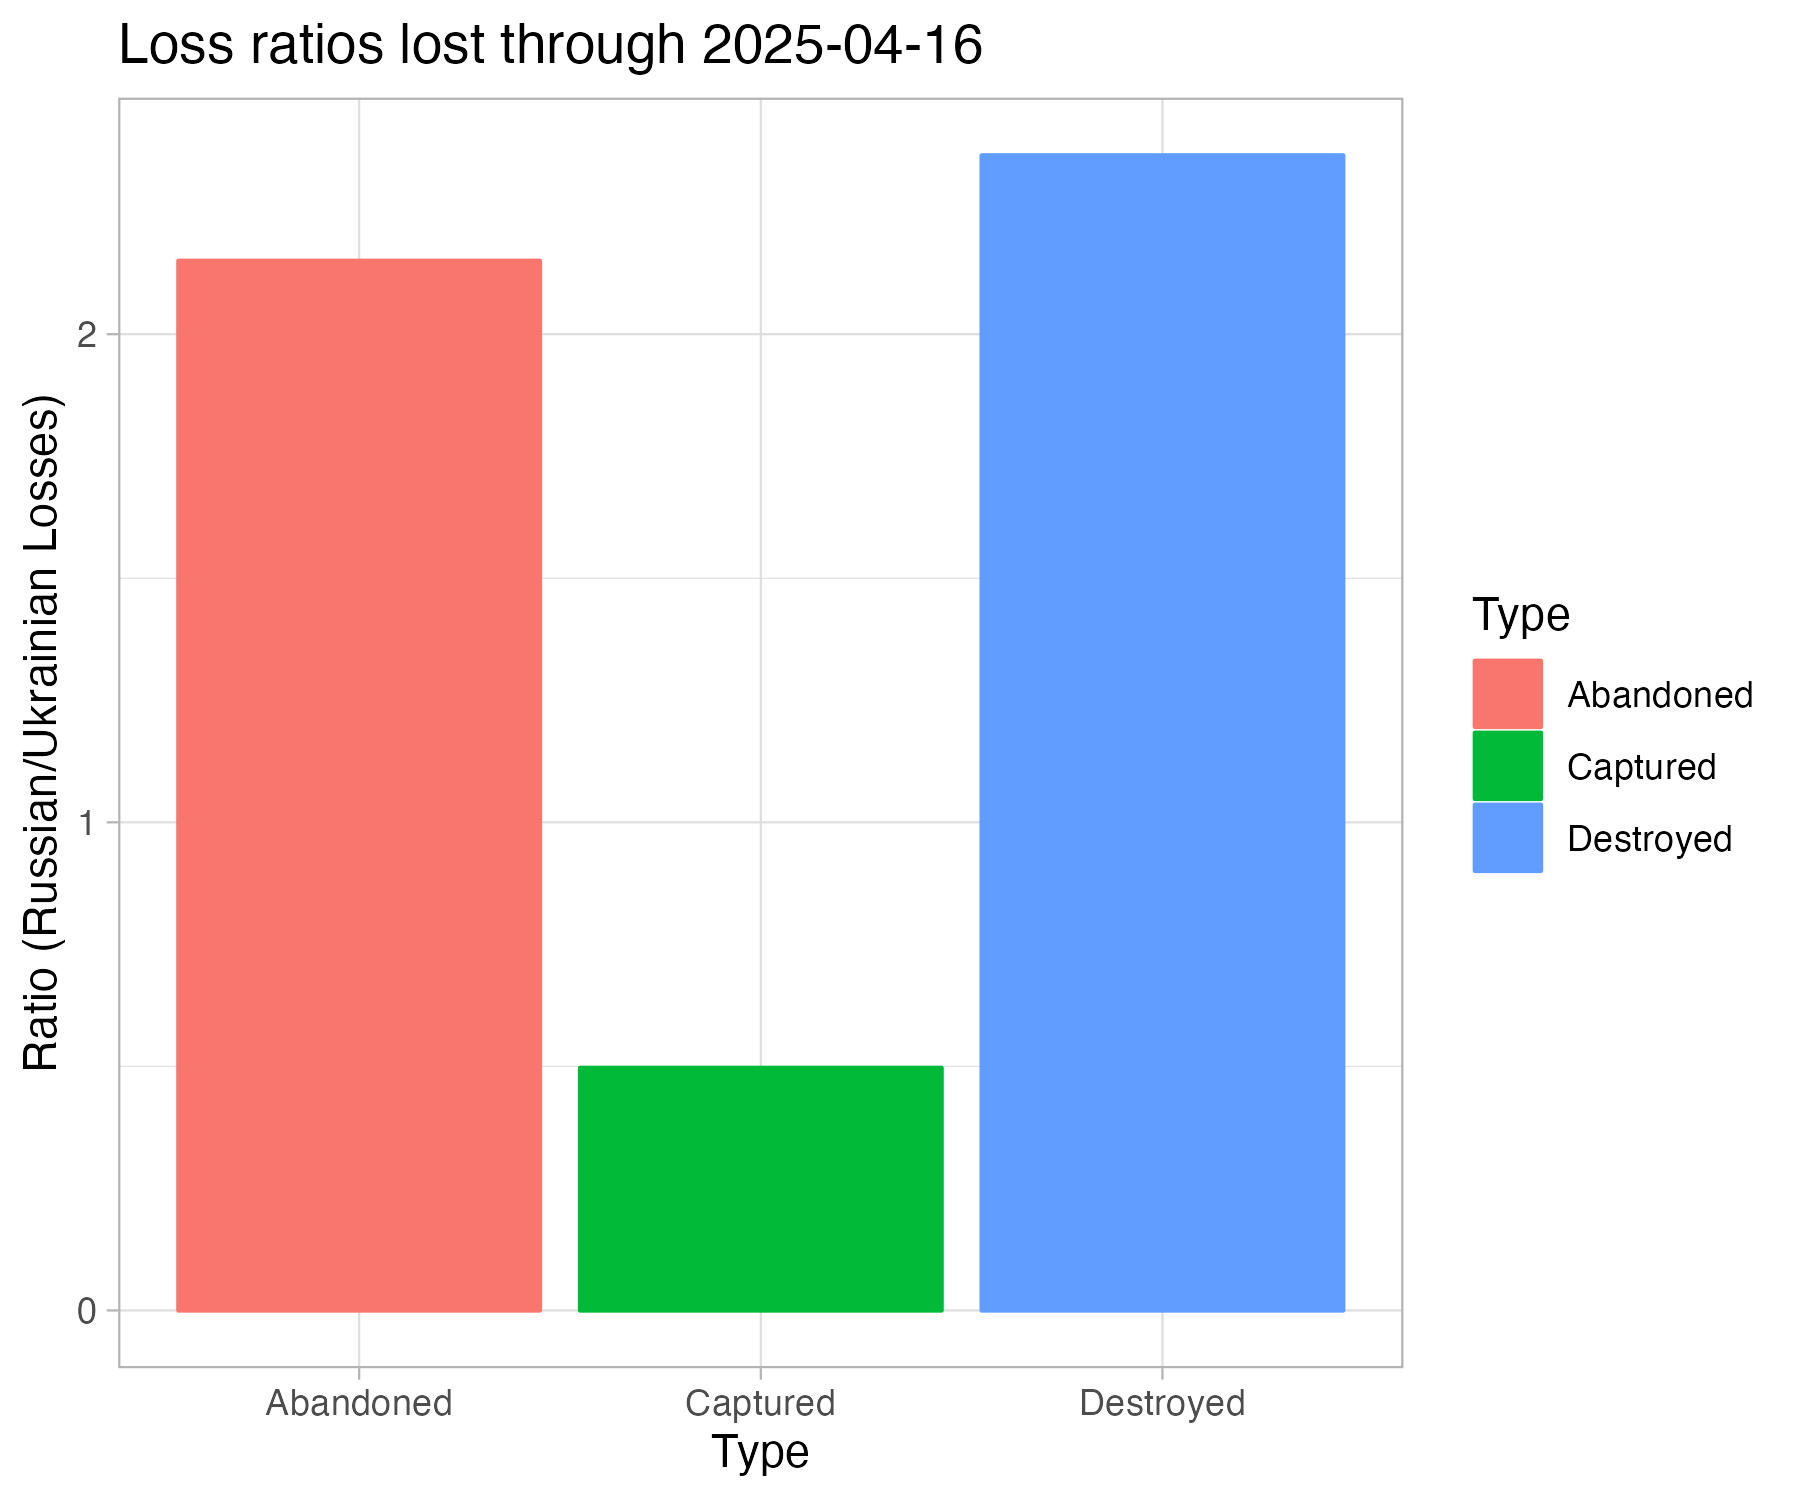 Loss ratios lost through 2025-04-16
Ratio (Russian/Ukrainian Losses)
2
1
0
Abandoned
Captured
Destroyed
Type
Type
Abandoned
Captured
Destroyed